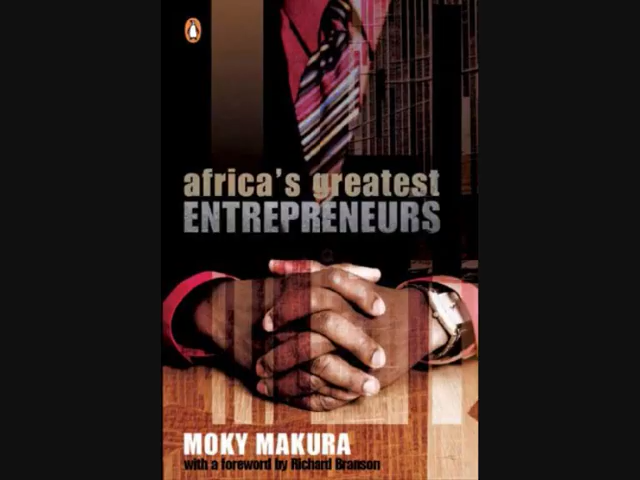 africa's greatest
ENTREPRENEURS
MOKY MAKURA
with a foreword by Richard Branson